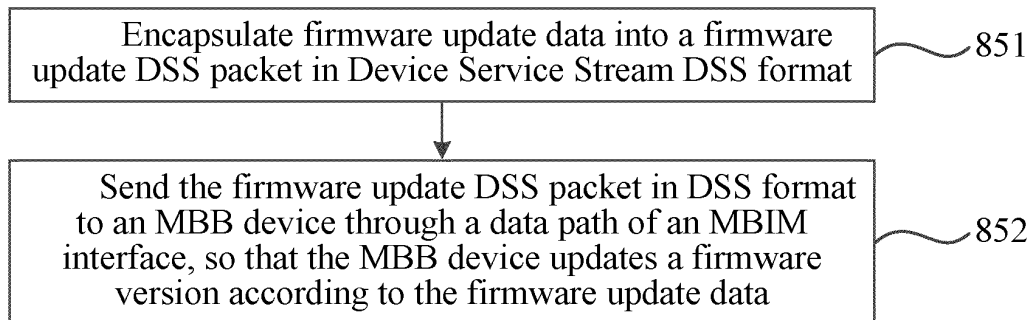 Encapsulate firmware update data into a firmware
update DSS packet in Device Service Stream DSS format
851
Send the firmware update DSS packet in DSS format
to an MBB device through a data path of an MBIM
interface, so that the MBB device updates a firmware
version according to the firmware update data
852